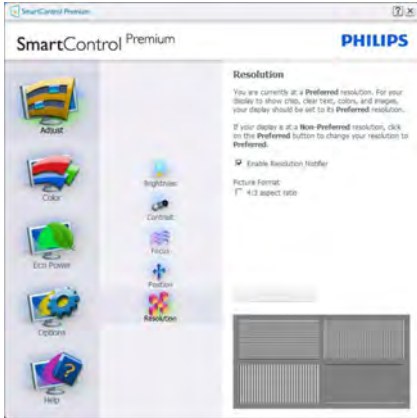 SmartControl Premium
SmartControl Premium
PHILIPS
Adjust
Color
Eco Power
Options
Help
Brightness
Contrast
Focus
Position
Resolution
Resolution
You are currently at a Preferred resolution. For your
display to show crisp, clear text, colors, and images,
your display should be set to its Preferred resolution.
If your display is at a Non-Preferred resolution, click
on the Preferred button to change your resolution to
Preferred.
Enable Resolution Notifier
Picture Format
4:3 aspect ratio